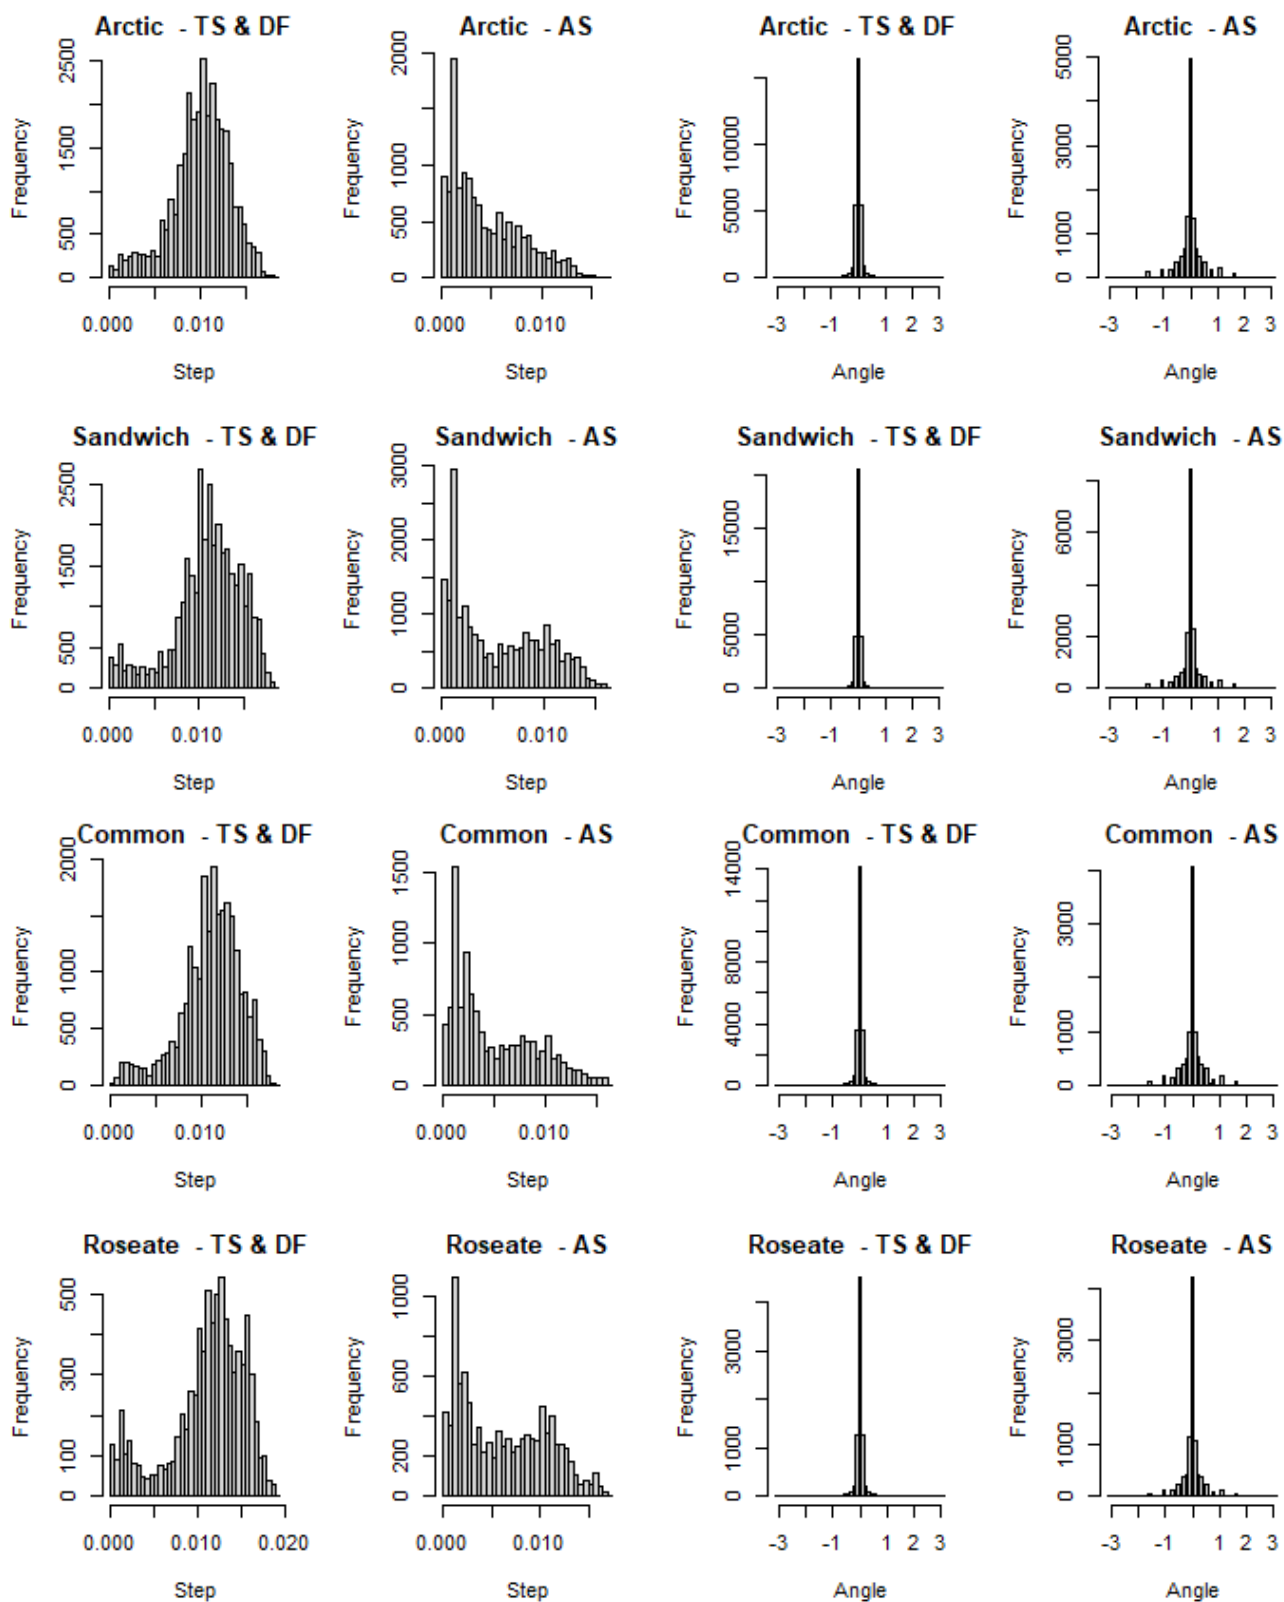 Arctic - TS & DF
Frequency
0 500 1500 2500
0.000 0.010
Step
Arctic - AS
Frequency
0 500 1000 2000
0.000 0.010
Step
Arctic - TS & DF
Frequency
0 5000 10000
-3 -1 1 2 3
Angle
Arctic - AS
Frequency
0 1000 3000 5000
-3 -1 1 2 3
Angle
Sandwich - TS & DF
Frequency
0 500 1500 2500
0.000 0.010
Step
Sandwich - AS
Frequency
0 1000 2000 3000
0.000 0.010
Step
Sandwich - TS & DF
Frequency
0 5000 15000
-3 -1 1 2 3
Angle
Sandwich - AS
Frequency
0 2000 6000
-3 -1 1 2 3
Angle
Common - TS & DF
Frequency
0 500 1000 2000
0.000 0.010
Step
Common - AS
Frequency
0 500 1000 1500
0.000 0.010
Step
Common - TS & DF
Frequency
0 4000 8000 14000
-3 -1 1 2 3
Angle
Common - AS
Frequency
0 1000 3000
-3 -1 1 2 3
Angle
Roseate - TS & DF
Frequency
0 100 300 500
0.000 0.010 0.020
Step
Roseate - AS
Frequency
0 200 600 1000
0.000 0.010
Step
Roseate - TS & DF
Frequency
0 1000 3000
-3 -1 1 2 3
Angle
Roseate - AS
Frequency
0 1000 3000
-3 -1 1 2 3
Angle